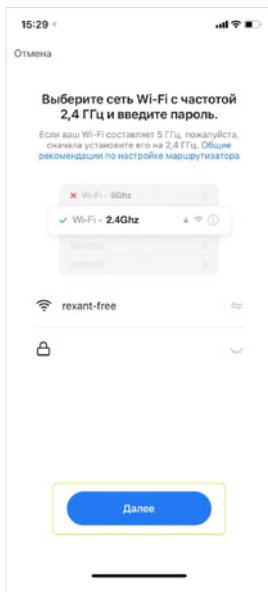 15:29
Отмена
Выберите сеть Wi-Fi с частотой
2,4 ГГц и введите пароль.
Если ваш Wi-Fi составляет 5 ГГц, пожалуйста,
сначала установите его на 2,4 ГГц. Общие
рекомендации по настройке маршрутизатора
Wi-Fi - 5Ghz
Wi-Fi - 2.4Ghz
rexant-free
Далее